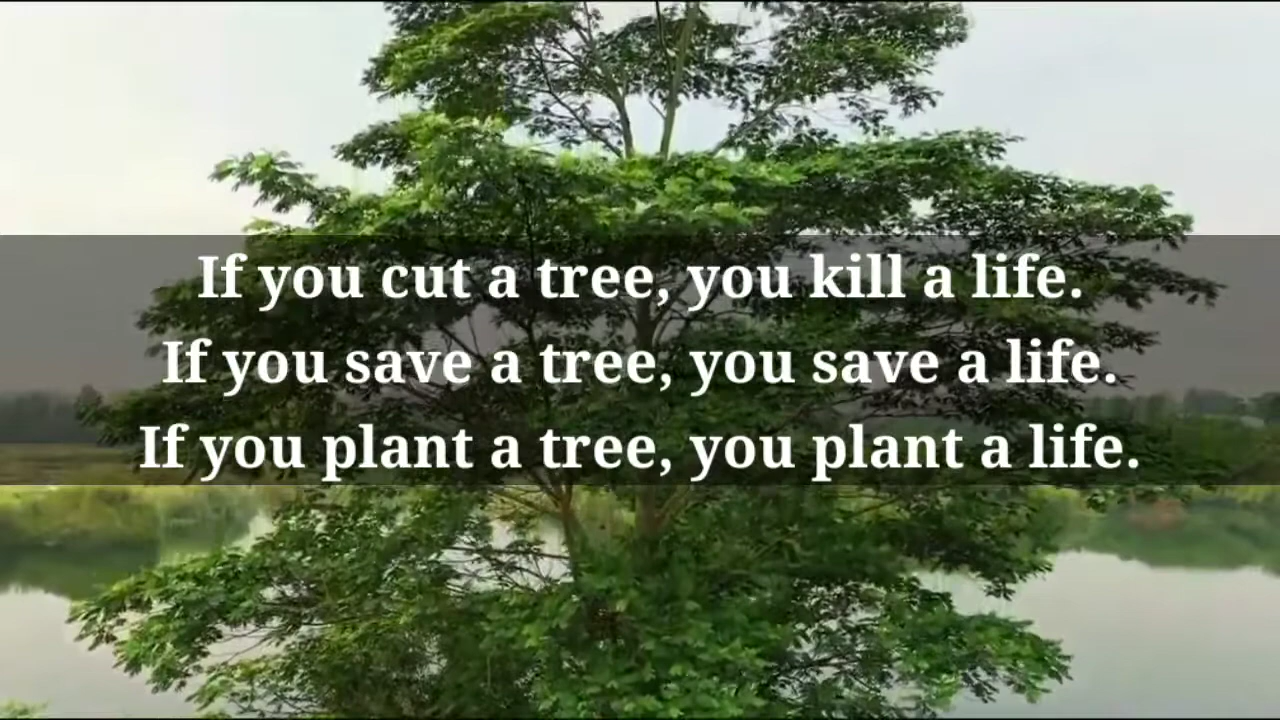 If you cut a tree, you kill a life.
If you save a tree, you save a life.
If you plant a tree, you plant a life.